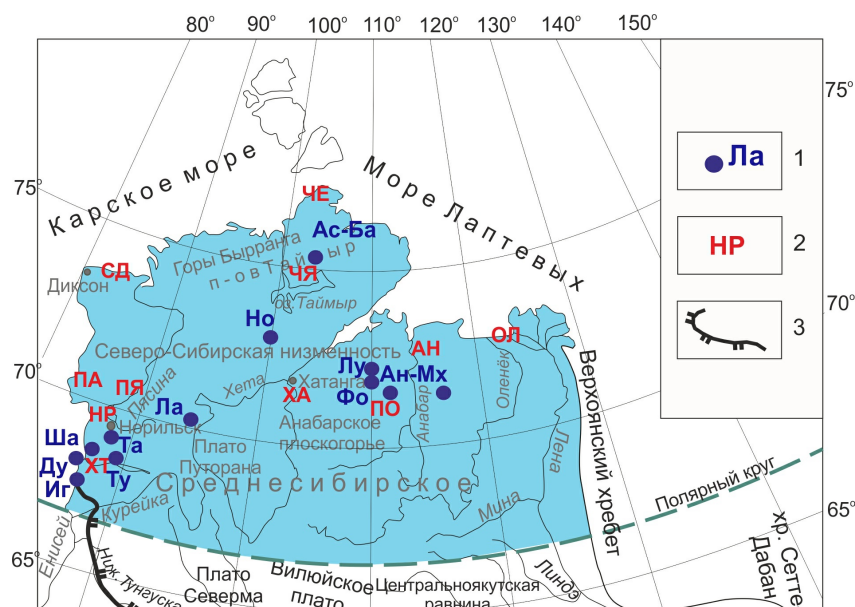 80° 90° 100° 110° 120° 130° 140° 150°
75°
75°
Карское море
Море Лаптевых
ЧЕ
Ла 1
Ас-Ба
Горы Бырранга
п-ов Таймыр
СД
Диксон
ЧЯ
НР 2
оз.Таймыр
70°
Но
3
ОЛ
АН
Северо-Сибирская низменность
70°
Лу
Ан-Мх
ПА
ПЯ
Пясина
Хета
Хатанга
ХА
Фо
ПО
Анабар
Оленёк
Верхоянский хребет
НР
Норильск
Ла
Анабарское
плоскогорье
Ша
Та
Плато
Путорана
Лена
Ду
ХТ
Ту
Иг
Среднесибирское
Полярный круг
Курейка
Мина
65°
Енисей
65°
Ниж. Тунгуска
Плато
Северма
Вилюйское
плато
Центральноякутская
равнина
Линдэ
хр. Сетте
Дабан